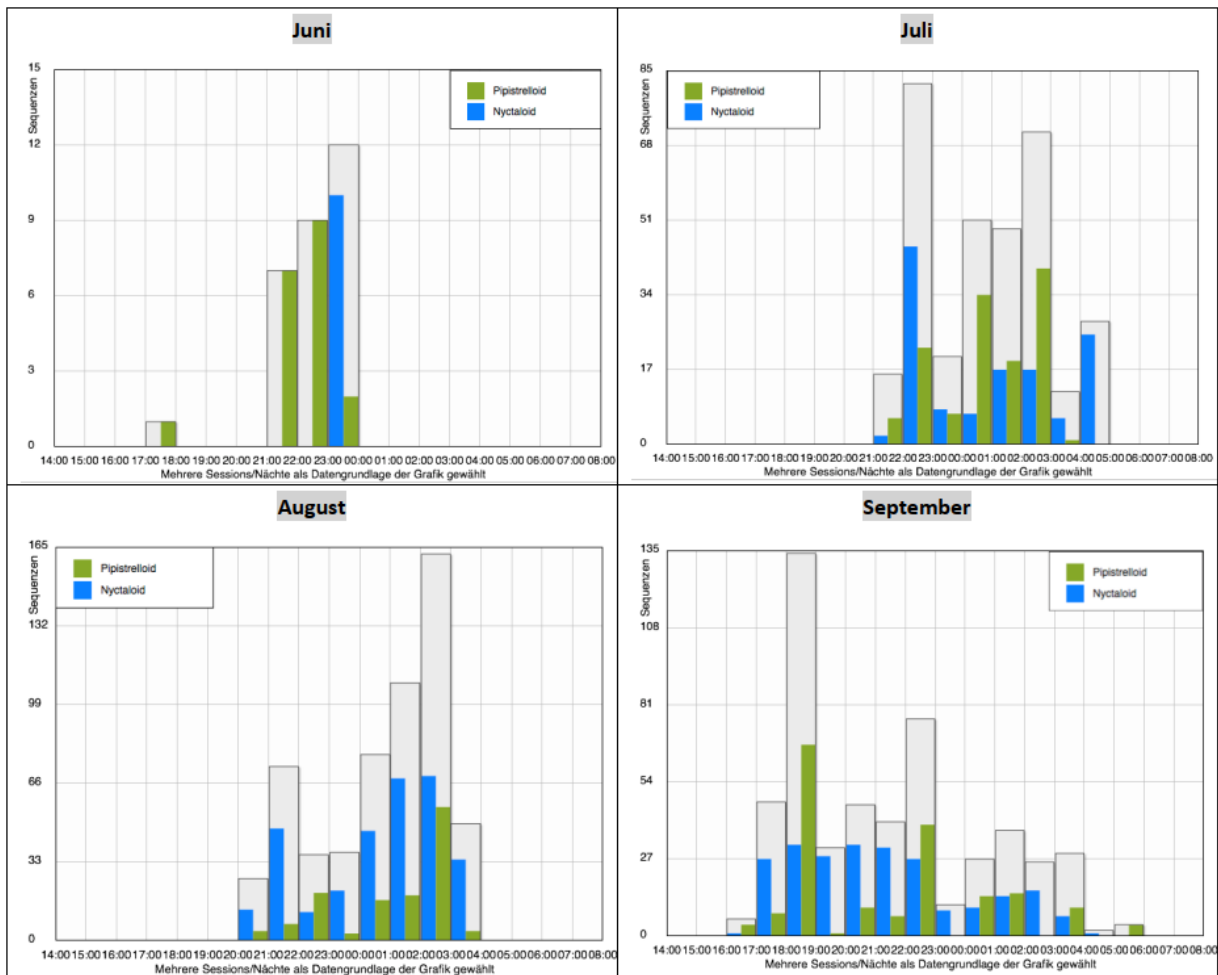 Juni
15
12
9
6
3
0
Sequenzen
Pipistrelloid
Nyctaloid
14:00 15:00 16:00 17:00 18:00 19:00 20:00 21:00 22:00 23:00 00:00 01:00 02:00 03:00 04:00 05:00 06:00 07:00 08:00
Mehrere Sessions/Nächte als Datengrundlage der Grafik gewählt
Juli
85
68
51
34
17
0
Sequenzen
Pipistrelloid
Nyctaloid
14:00 15:00 16:00 17:00 18:00 19:00 20:00 21:00 22:00 23:00 00:00 01:00 02:00 03:00 04:00 05:00 06:00 07:00 08:00
Mehrere Sessions/Nächte als Datengrundlage der Grafik gewählt
August
165
132
99
66
33
0
Sequenzen
Pipistrelloid
Nyctaloid
14:00 15:00 16:00 17:00 18:00 19:00 20:00 21:00 22:00 23:00 00:00 01:00 02:00 03:00 04:00 05:00 06:00 07:00 08:00
Mehrere Sessions/Nächte als Datengrundlage der Grafik gewählt
September
135
108
81
54
27
0
Sequenzen
Pipistrelloid
Nyctaloid
14:00 15:00 16:00 17:00 18:00 19:00 20:00 21:00 22:00 23:00 00:00 01:00 02:00 03:00 04:00 05:00 06:00 07:00 08:00
Mehrere Sessions/Nächte als Datengrundlage der Grafik gewählt